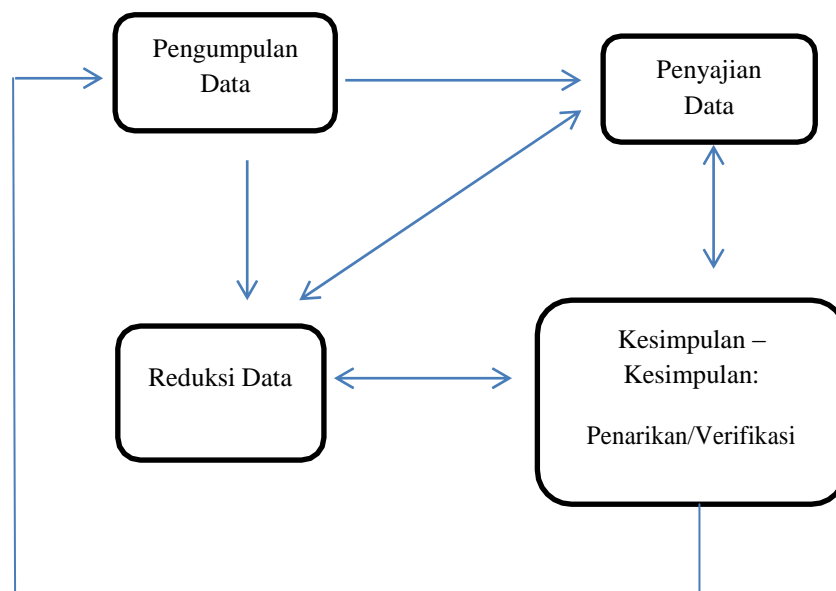 Pengumpulan
Data
Penyajian
Data
Reduksi Data
Kesimpulan –
Kesimpulan:
Penarikan/Verifikasi